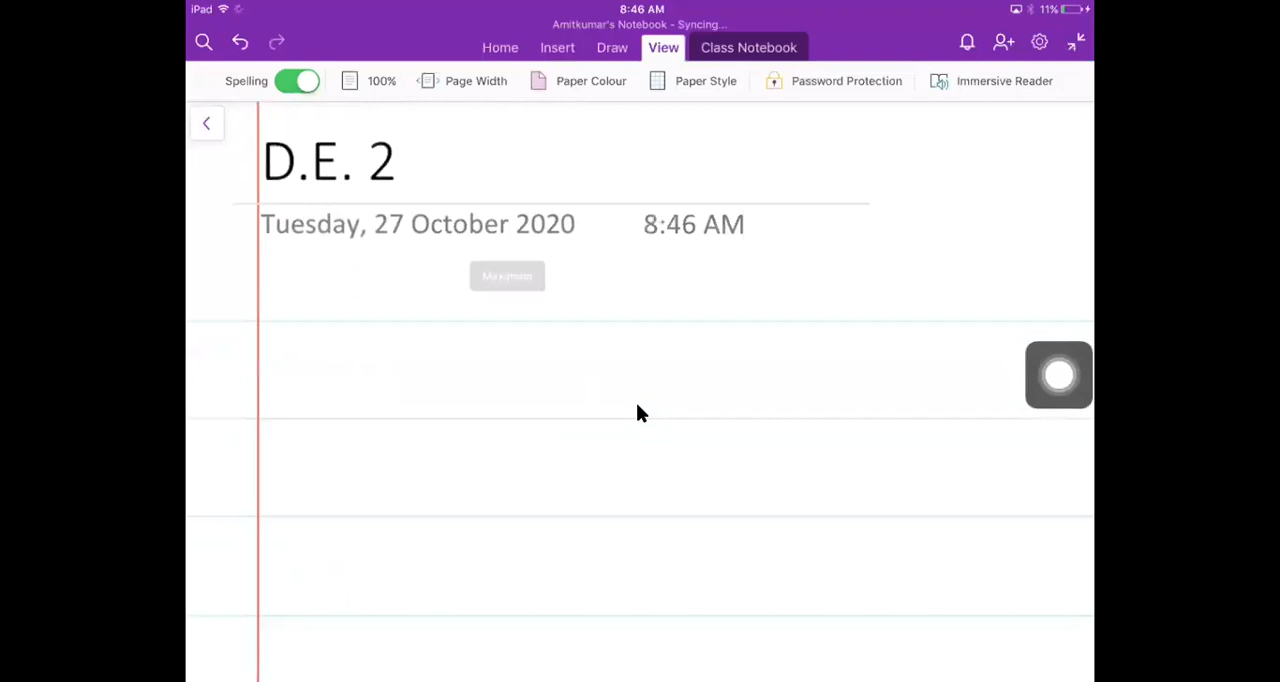 iPad 8:46 AM 11%
Amitkumar's Notebook - Syncing...
Home Insert Draw View Class Notebook
Spelling 100% Page Width Paper Colour Paper Style Password Protection Immersive Reader
D.E. 2
Tuesday, 27 October 2020 8:46 AM
Maximum